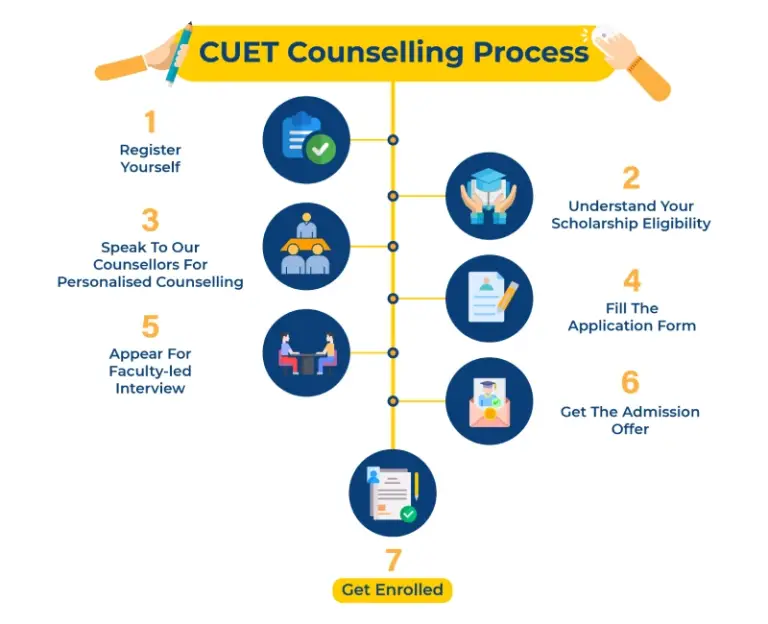 CUET Counselling Process
1
Register
Yourself
2
Understand Your
Scholarship Eligibility
3
Speak To Our
Counsellors For
Personalised Counselling
4
Fill The
Application Form
5
Appear For
Faculty-led
Interview
6
Get The Admission
Offer
7
Get Enrolled